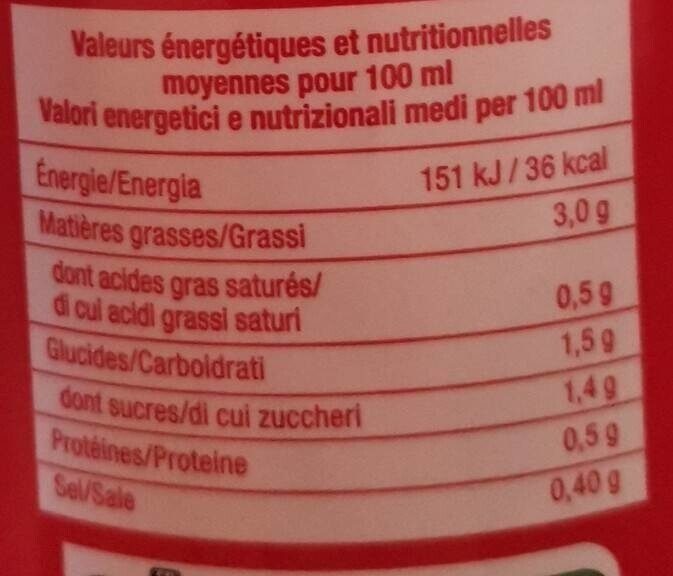 Valeurs énergétiques et nutritionnelles
moyennes pour 100 ml
Valori energetici e nutrizionali medi per 100 ml
Énergie/Energia 151 kJ / 36 kcal
Matières grasses/Grassi 3,0 g
dont acides gras saturés/
di cui acidi grassi saturi 0,5 g
Glucides/Carboidrati 1,5 g
dont sucres/di cui zuccheri 1,4 g
Protéines/Proteine 0,5 g
Sel/Sale 0,40 g